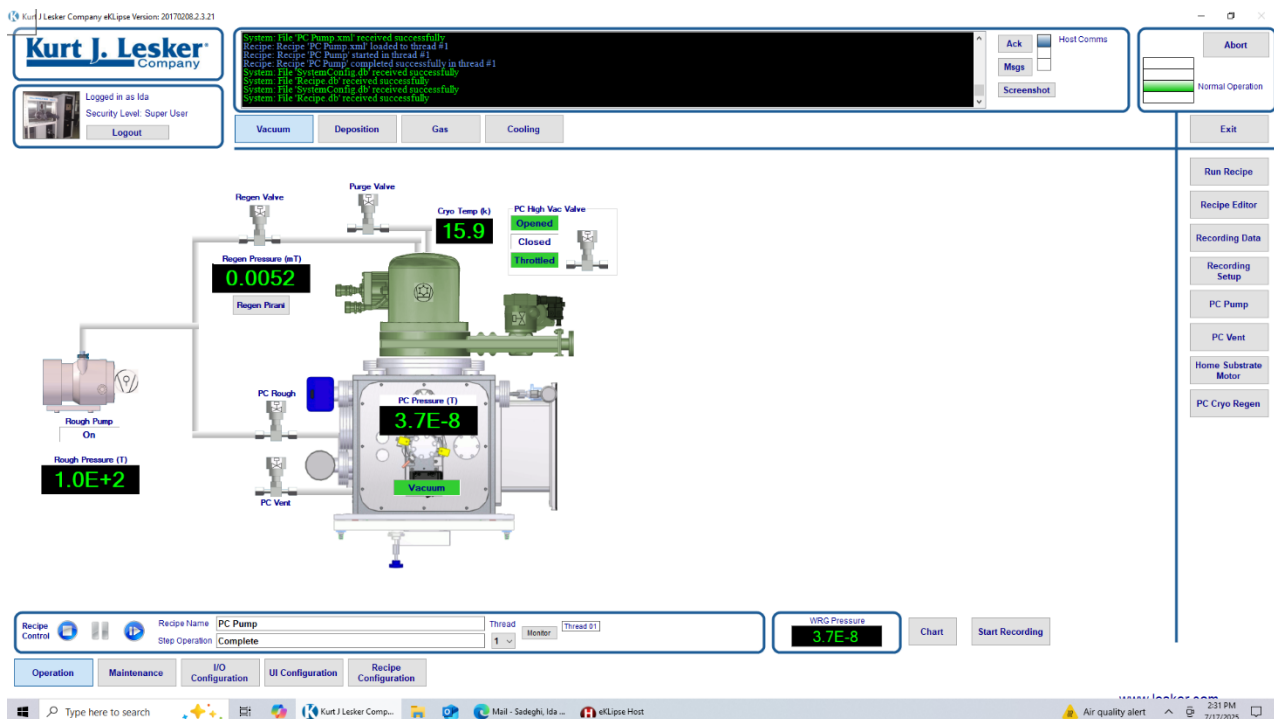 Kurt J Lesker Company eKLipse Version: 20170208.2.3.21
Kurt J. Lesker
Company
System: File 'PC Pump.xml' received successfully
Recipe: Recipe 'PC Pump.xml' loaded to thread #1
Recipe: Recipe 'PC Pump' started in thread #1
Recipe: Recipe 'PC Pump' completed successfully in thread #1
System: File 'SystemConfig.db' received successfully
System: File 'Recipe.db' received successfully
System: File 'SystemConfig.db' received successfully
System: File 'Recipe.db' received successfully
Ack
Msgs
Screenshot
Host Comms
Abort
Normal Operation
Logged in as Ida
Security Level: Super User
Logout
Vacuum
Deposition
Gas
Cooling
Exit
Run Recipe
Recipe Editor
Recording Data
Recording
Setup
PC Pump
PC Vent
Home Substrate
Motor
PC Cryo Regen
Purge Valve
Regen Valve
Cryo Temp (k)
15.9
PC High Vac Valve
Opened
Closed
Throttled
Regen Pressure (mT)
0.0052
Regen Pirani
PC Rough
PC Pressure (T)
3.7E-8
Vacuum
Rough Pump
On
Rough Pressure (T)
1.0E+2
PC Vent
Recipe
Control
Recipe Name
PC Pump
Step Operation
Complete
Thread
1
Monitor
Thread 01
WRG Pressure
3.7E-8
Chart
Start Recording
Operation
Maintenance
I/O
Configuration
UI Configuration
Recipe
Configuration
Type here to search
Kurt J Lesker Comp...
Mail - Sadeghi, Ida ...
eKLipse Host
Air quality alert
2:31 PM
7/17/2025